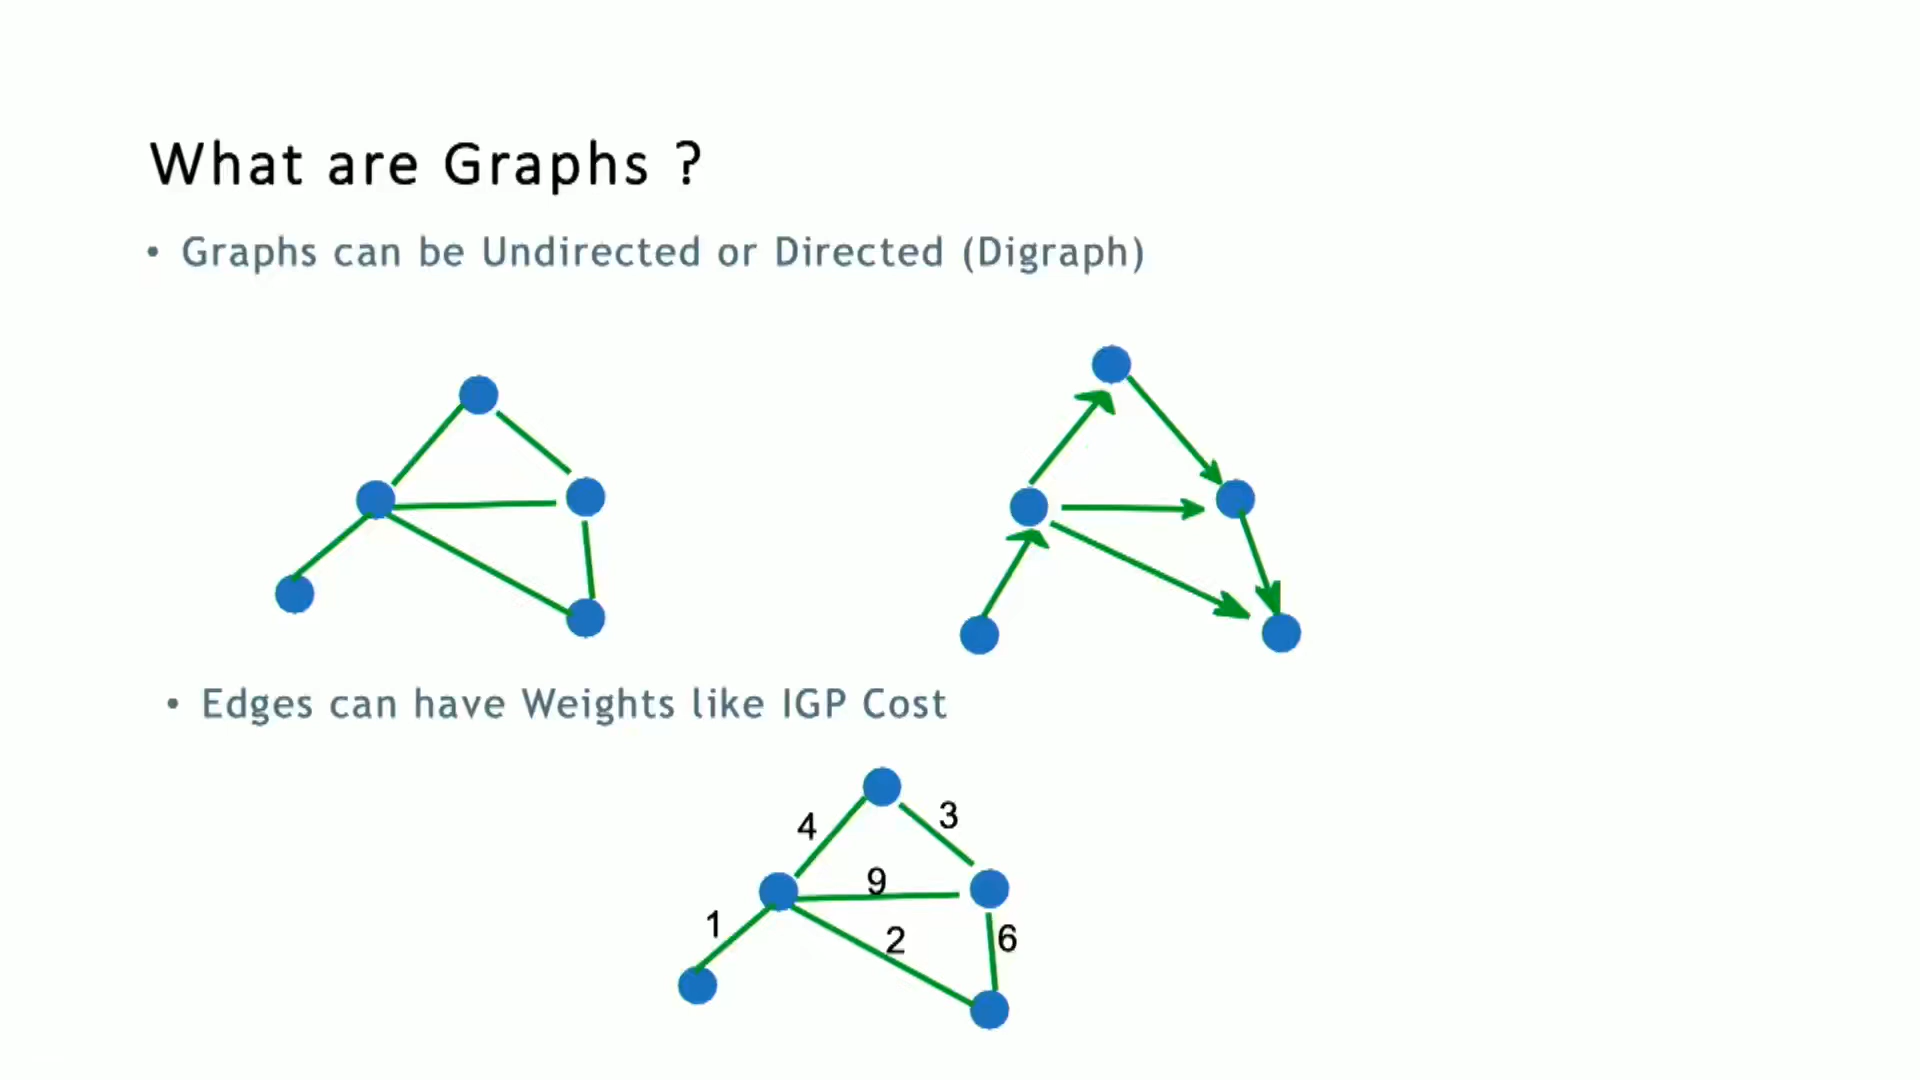 What are Graphs ?
• Graphs can be Undirected or Directed (Digraph)
• Edges can have Weights like IGP Cost
4
3
9
1
2
6